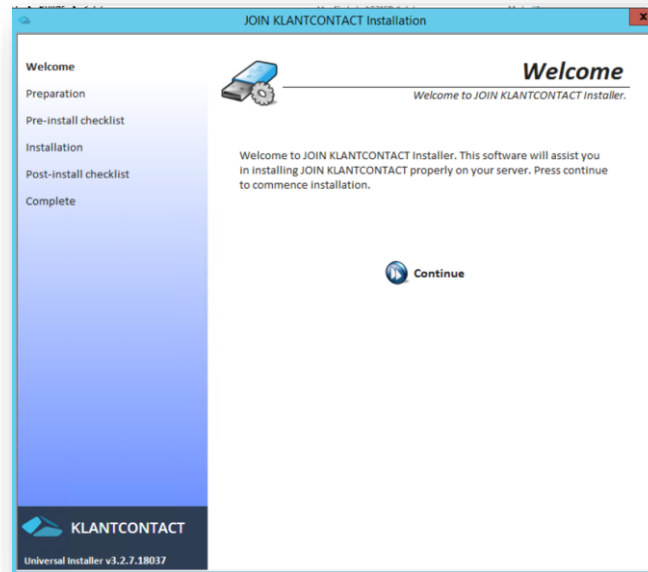 JOIN KLANTCONTACT Installation
x
Welcome
Preparation
Pre-install checklist
Installation
Post-install checklist
Complete
Welcome
Welcome to JOIN KLANTCONTACT Installer.
Welcome to JOIN KLANTCONTACT Installer. This software will assist you
in installing JOIN KLANTCONTACT properly on your server. Press continue
to commence installation.
Continue
KLANTCONTACT
Universal Installer v3.2.7.18037